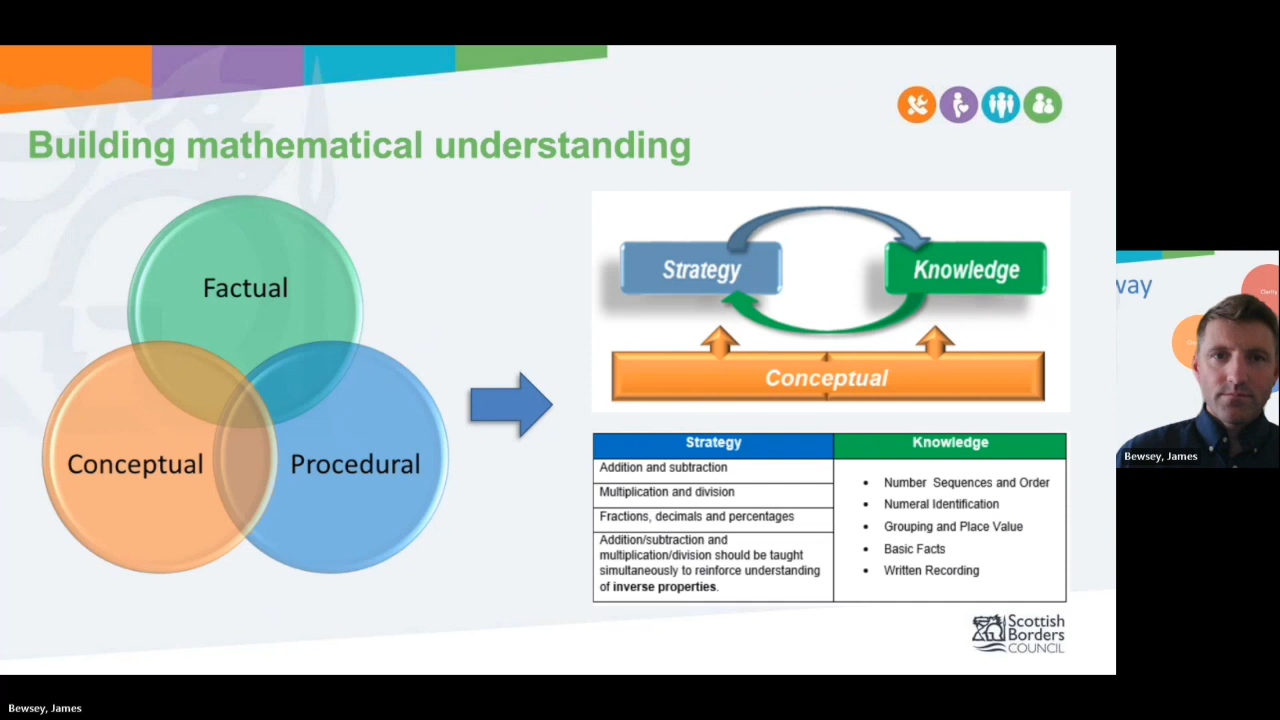 Building mathematical understanding
Factual
Conceptual
Procedural
Strategy
Knowledge
Conceptual
Strategy
Knowledge
Addition and subtraction
Multiplication and division
Fractions, decimals and percentages
Addition/subtraction and
multiplication/division should be taught
simultaneously to reinforce understanding
of inverse properties.
• Number Sequences and Order
• Numeral Identification
• Grouping and Place Value
• Basic Facts
• Written Recording
Scottish
Borders
COUNCIL
way
Clarity
Bewsey, James
Bewsey, James